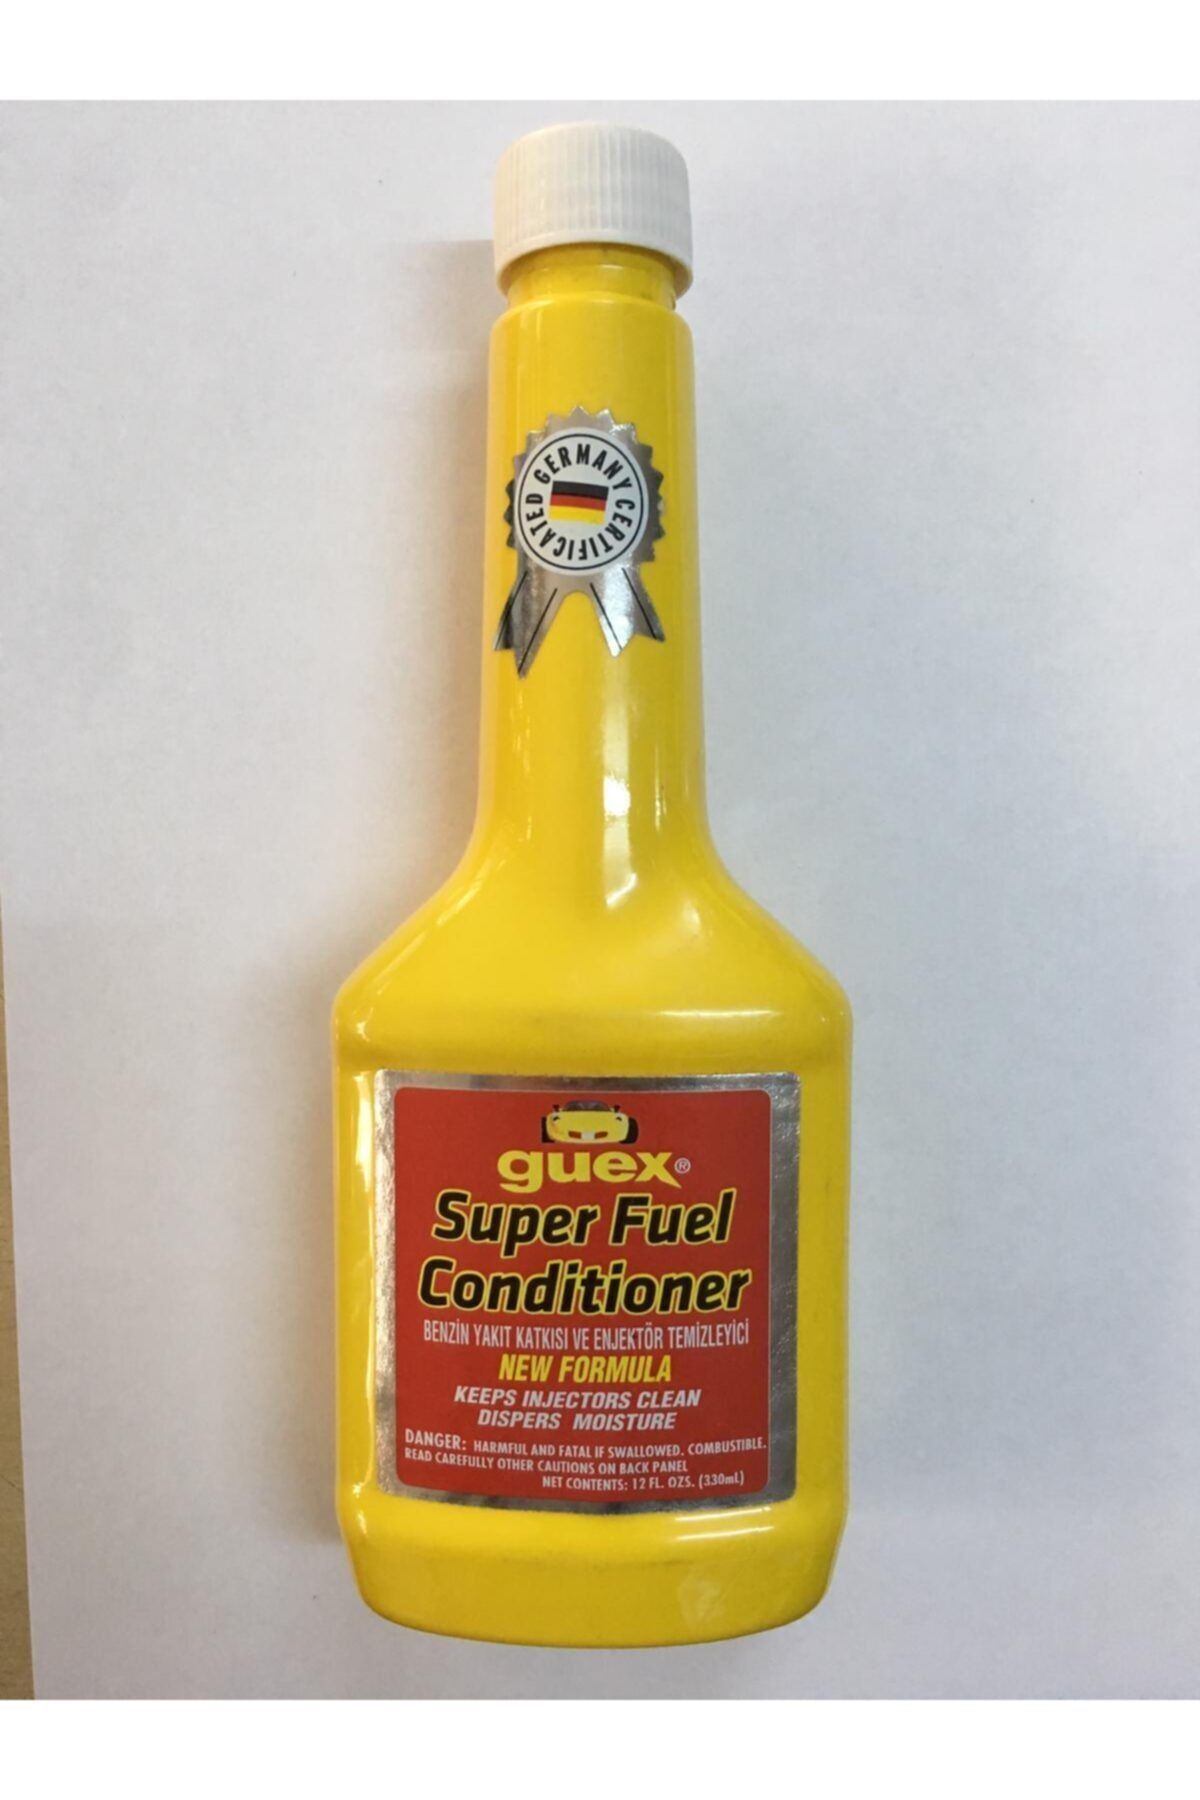 GERMANY CERTIFICATED
guex®
Super Fuel
Conditioner
BENZİN YAKIT KATKISI VE ENJEKTÖR TEMİZLEYİCİ
NEW FORMULA
KEEPS INJECTORS CLEAN
DISPERS MOISTURE
DANGER: HARMFUL AND FATAL IF SWALLOWED. COMBUSTIBLE.
READ CAREFULLY OTHER CAUTIONS ON BACK PANEL
NET CONTENTS: 12 FL. OZS. (330mL)